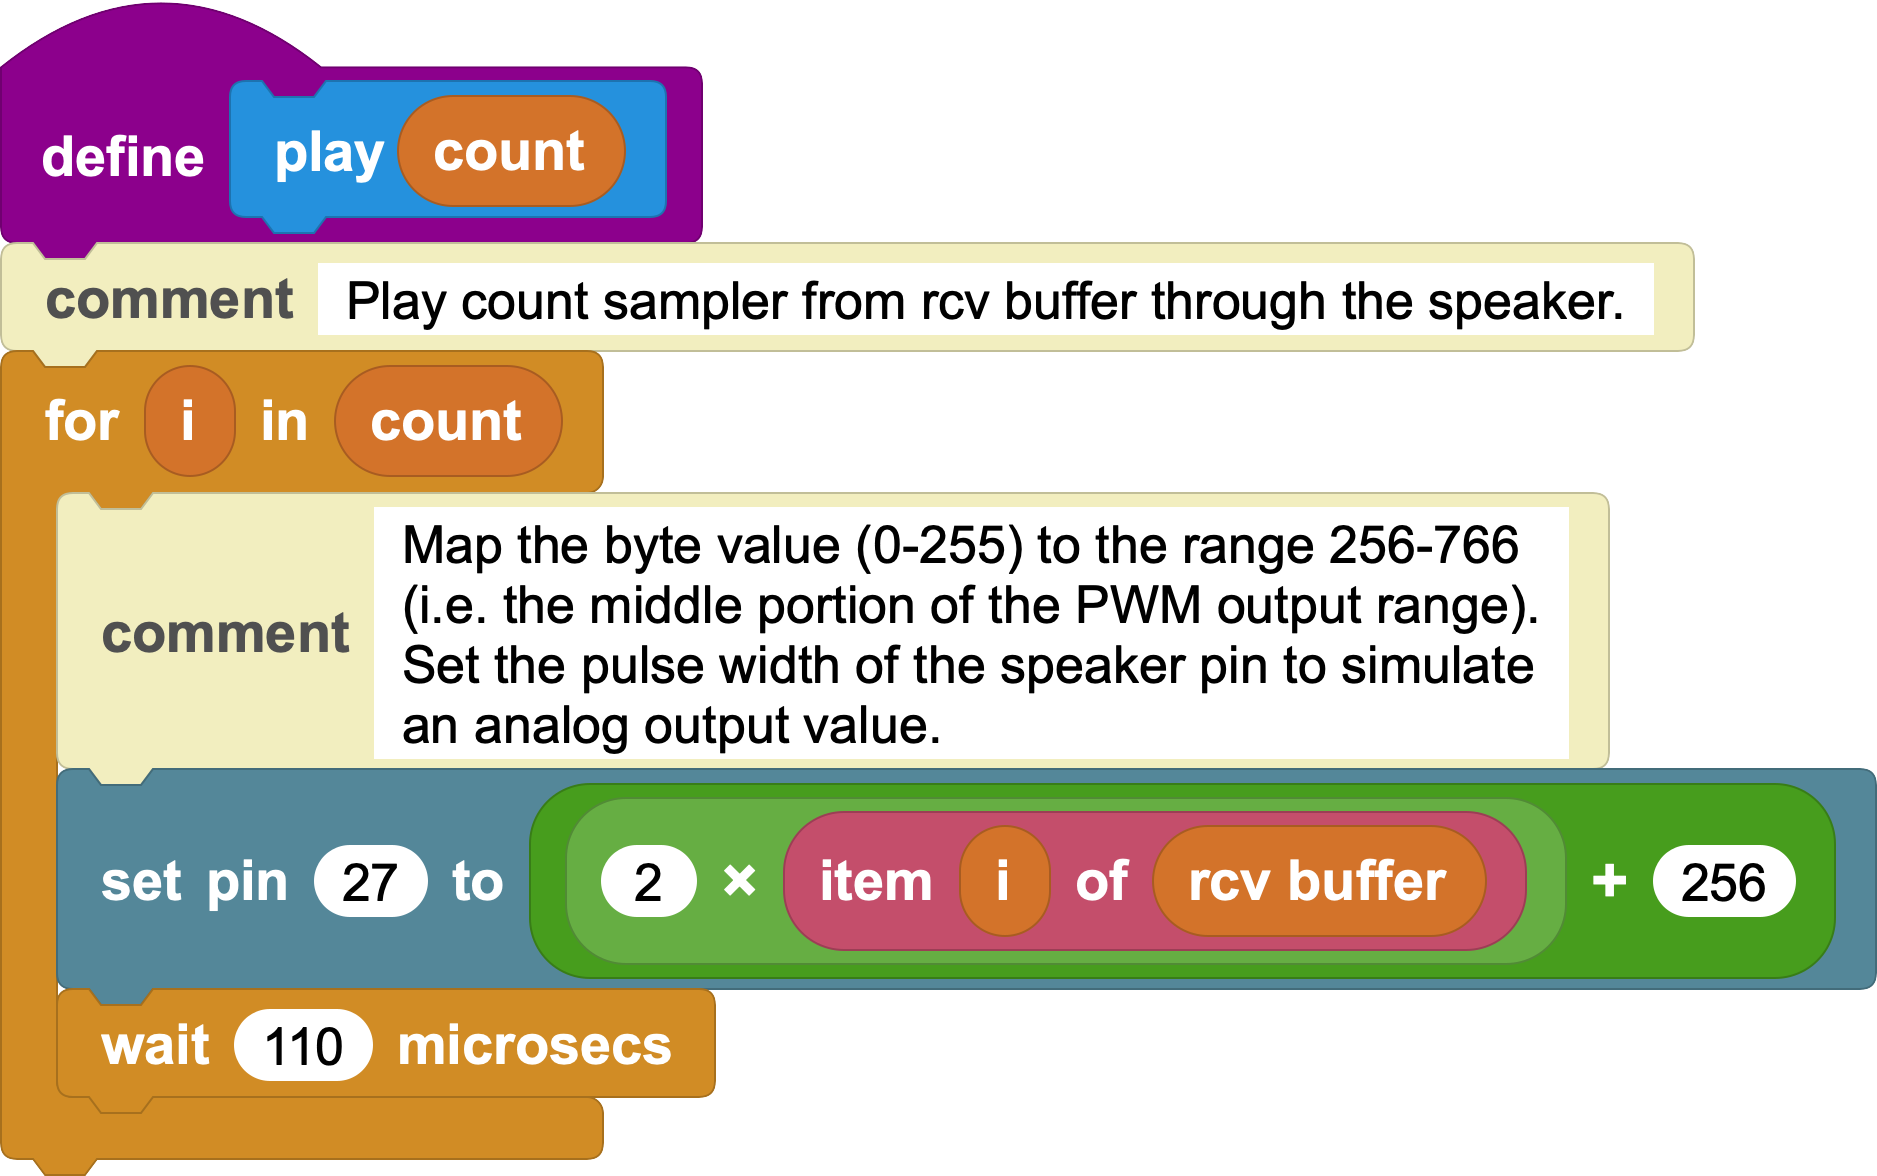 define play count
comment Play count sampler from rcv buffer through the speaker.
for i in count
comment
Map the byte value (0-255) to the range 256-766
(i.e. the middle portion of the PWM output range).
Set the pulse width of the speaker pin to simulate
an analog output value.
set pin 27 to 2 × item i of rcv buffer + 256
wait 110 microsecs